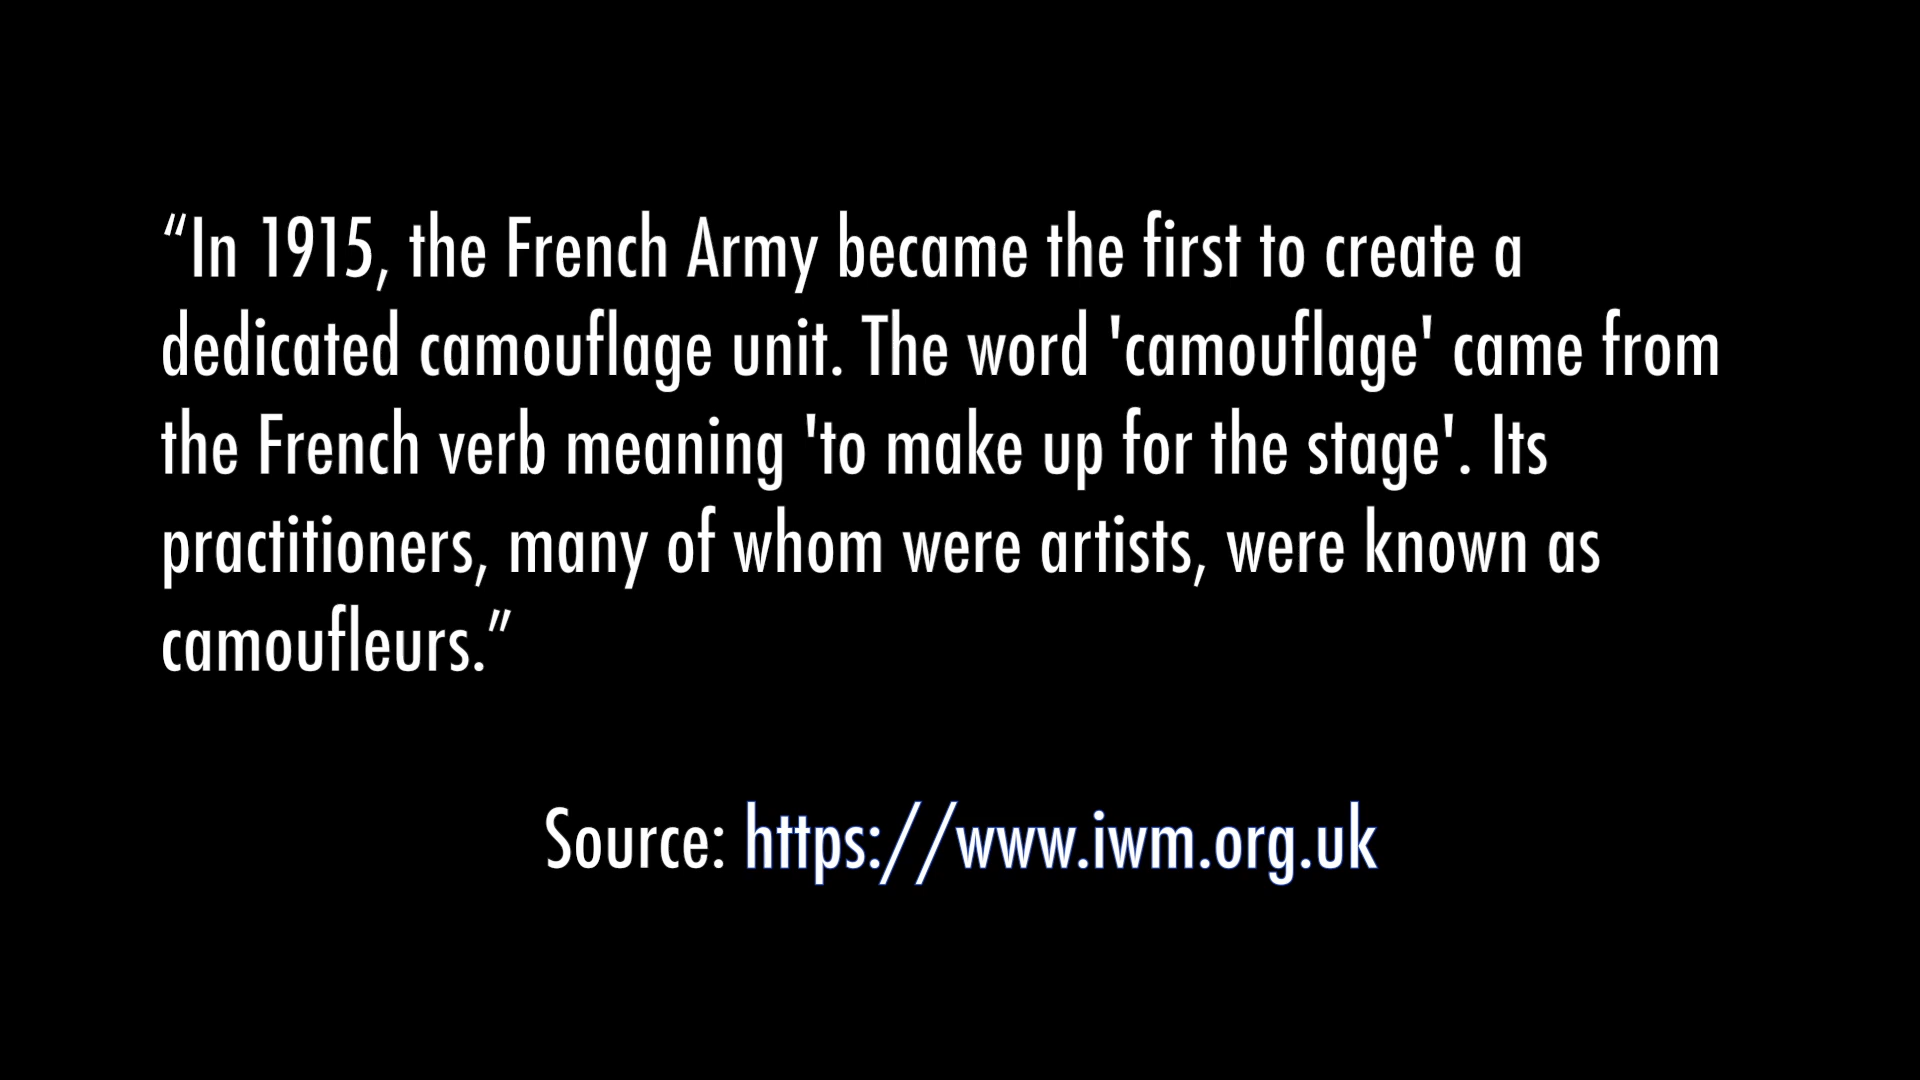 “In 1915, the French Army became the first to create a
dedicated camouflage unit. The word 'camouflage' came from
the French verb meaning 'to make up for the stage'. Its
practitioners, many of whom were artists, were known as
camoufleurs.”
Source: https://www.iwm.org.uk